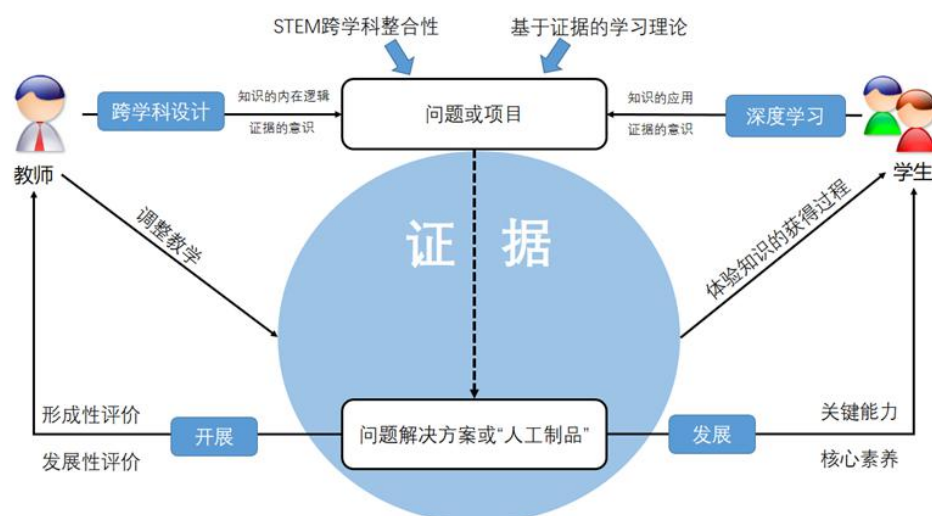 STEM跨学科整合性
基于证据的学习理论
跨学科设计
知识的内在逻辑
证据的意识
问题或项目
知识的应用
证据的意识
深度学习
教师
学生
调整教学
证 据
体验知识的获得过程
形成性评价
发展性评价
开展
问题解决方案或“人工制品”
发展
关键能力
核心素养